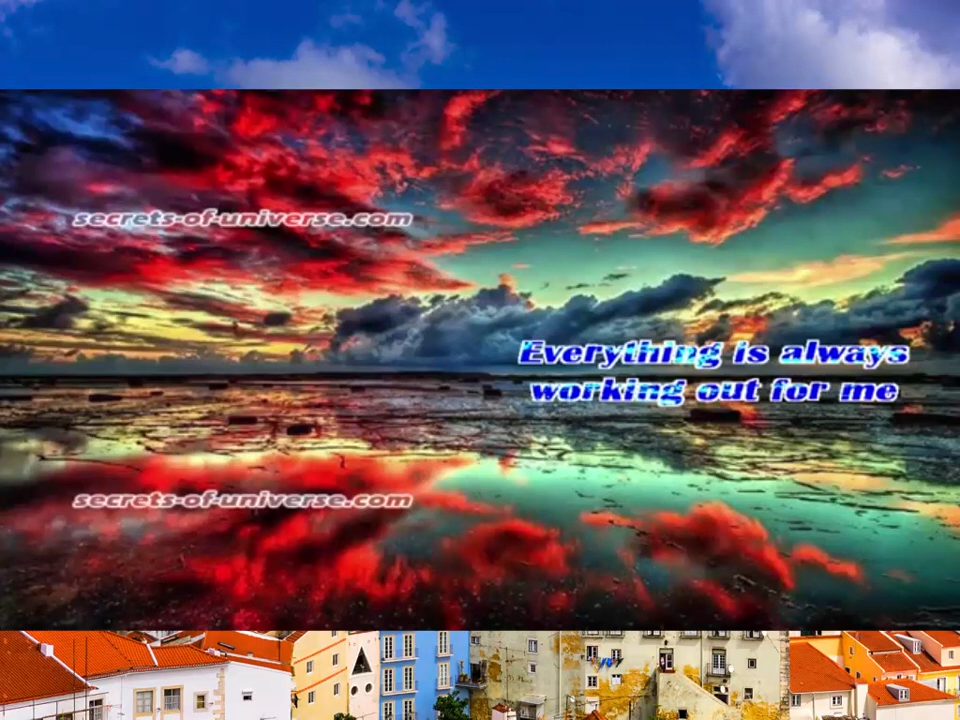 secrets-of-universe.com
Everything is always
working out for me
secrets-of-universe.com